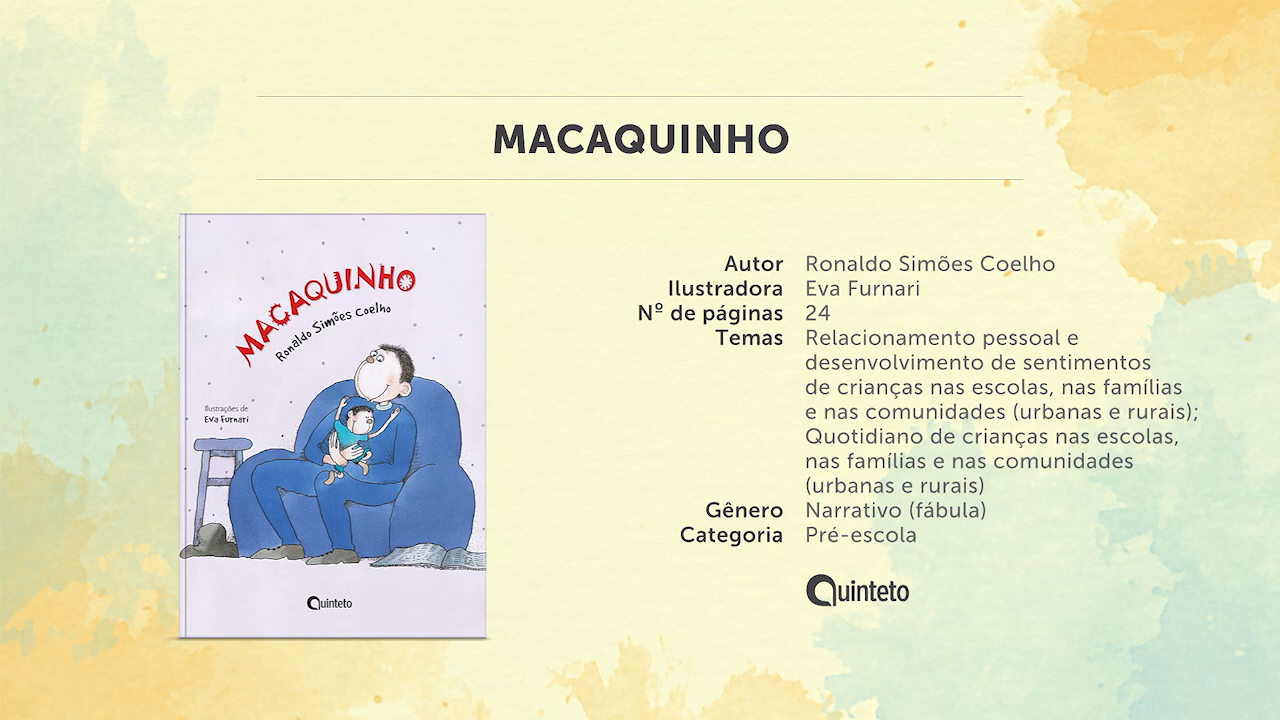 MACAQUINHO
MACAQUINHO
Ronaldo Simões Coelho
Ilustrações de
Eva Furnari
Quinteto
Autor Ronaldo Simões Coelho
Ilustradora Eva Furnari
Nº de páginas 24
Temas Relacionamento pessoal e
desenvolvimento de sentimentos
de crianças nas escolas, nas famílias
e nas comunidades (urbanas e rurais);
Quotidiano de crianças nas escolas,
nas famílias e nas comunidades
(urbanas e rurais)
Gênero Narrativo (fábula)
Categoria Pré-escola
Quinteto